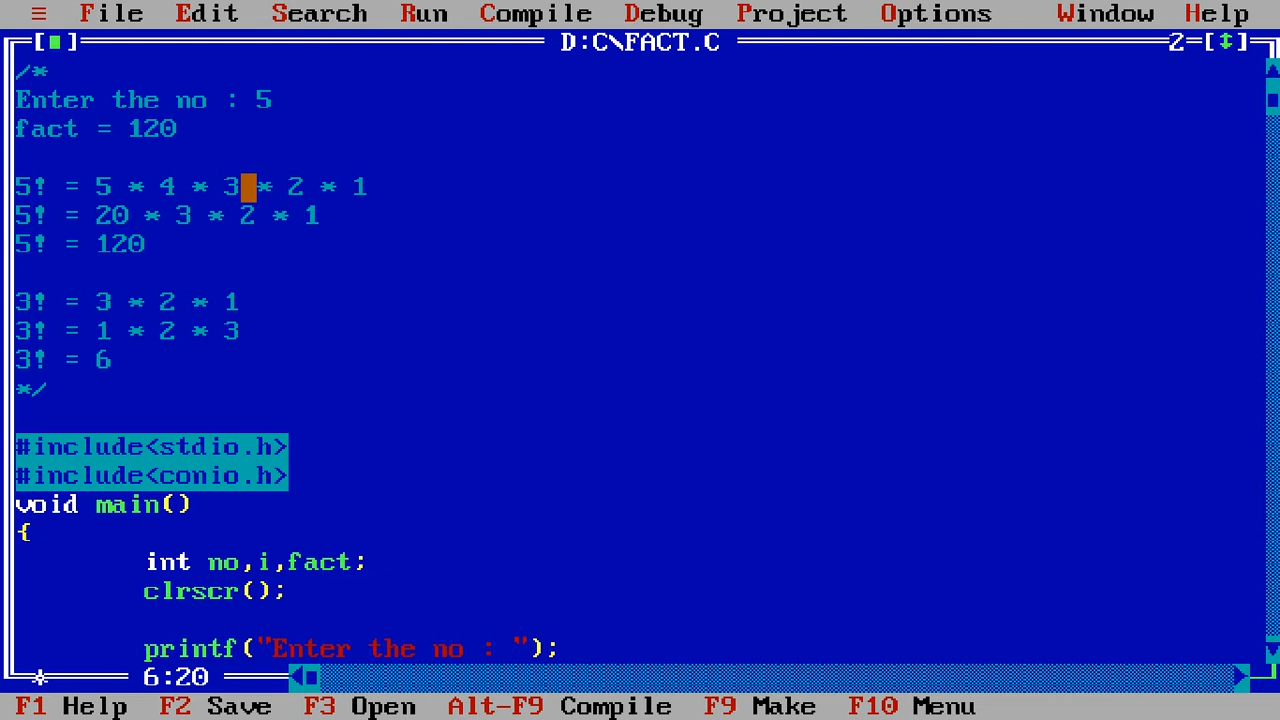 ≡ File Edit Search Run Compile Debug Project Options Window Help
[■] D:C\FACT.C 2=[↕]
/*
Enter the no : 5
fact = 120
5! = 5 * 4 * 3 * 2 * 1
5! = 20 * 3 * 2 * 1
5! = 120
3! = 3 * 2 * 1
3! = 1 * 2 * 3
3! = 6
*/
#include<stdio.h>
#include<conio.h>
void main()
{
int no,i,fact;
clrscr();
printf("Enter the no : ");
* 6:20
F1 Help F2 Save F3 Open Alt-F9 Compile F9 Make F10 Menu